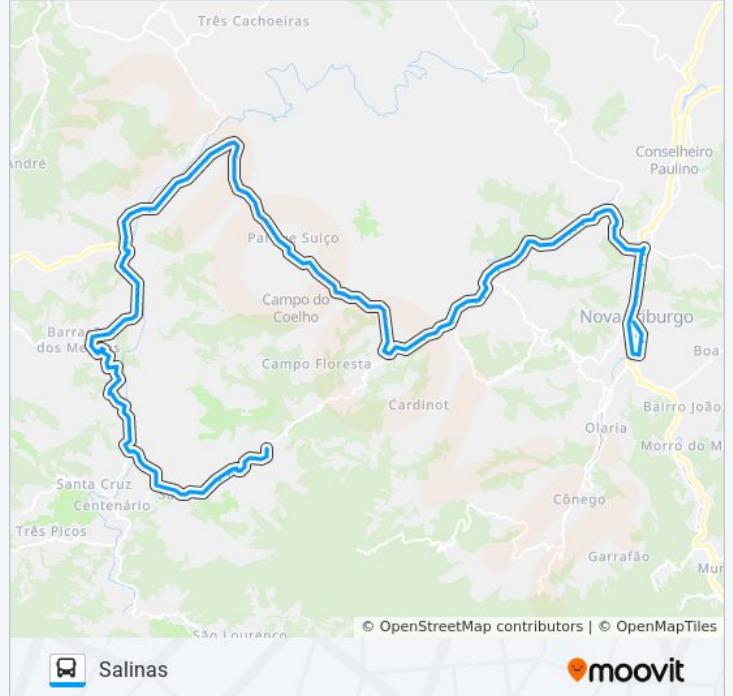 Três Cachoeiras
André
Conselheiro
Paulino
Campo do
Coelho
Nova
Barra
dos Me
Campo Floresta
Boa
Cardinot
Bairro João
Olaria
Morro do M
Santa Cruz
Centenário
Cônego
Três Picos
Garrafão
Mur
São Lourenço
© OpenStreetMap contributors | © OpenMapTiles
Salinas
moovit